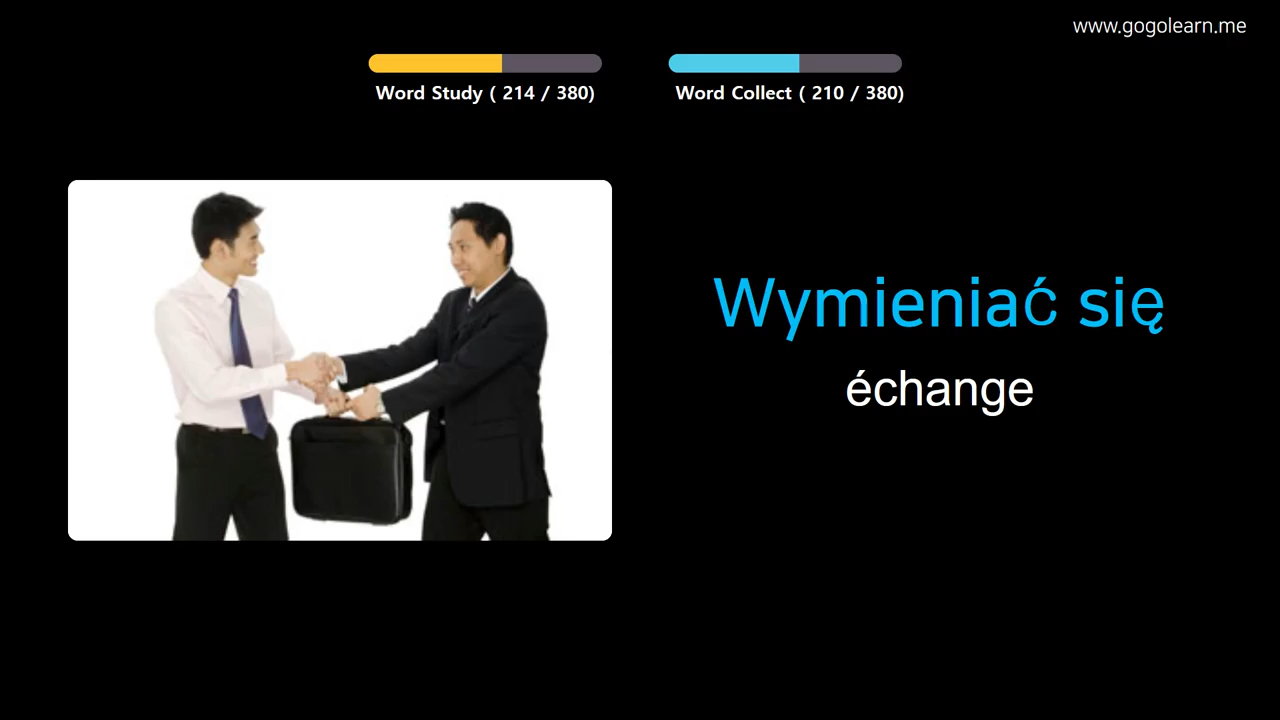 www.gogolearn.me
Word Study ( 214 / 380)
Word Collect ( 210 / 380)
Wymieniać się
échange